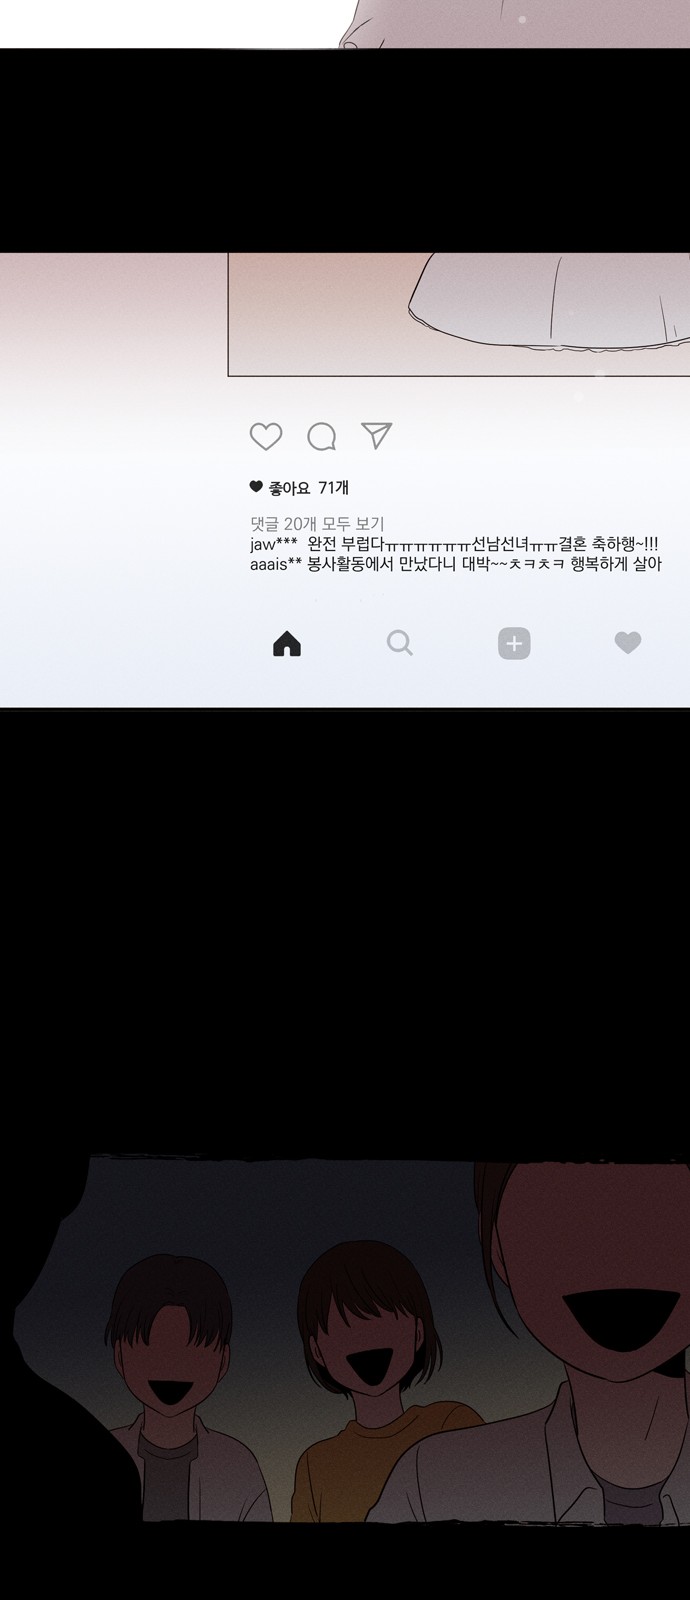 좋아요 71개
댓글 20개 모두 보기
jaw*** 완전 부럽다ㅠㅠㅠㅠㅠㅠ선남선녀ㅠㅠ결혼 축하행~!!!
aaais** 봉사활동에서 만났다니 대박~~ㅊㅋㅊㅋ 행복하게 살아